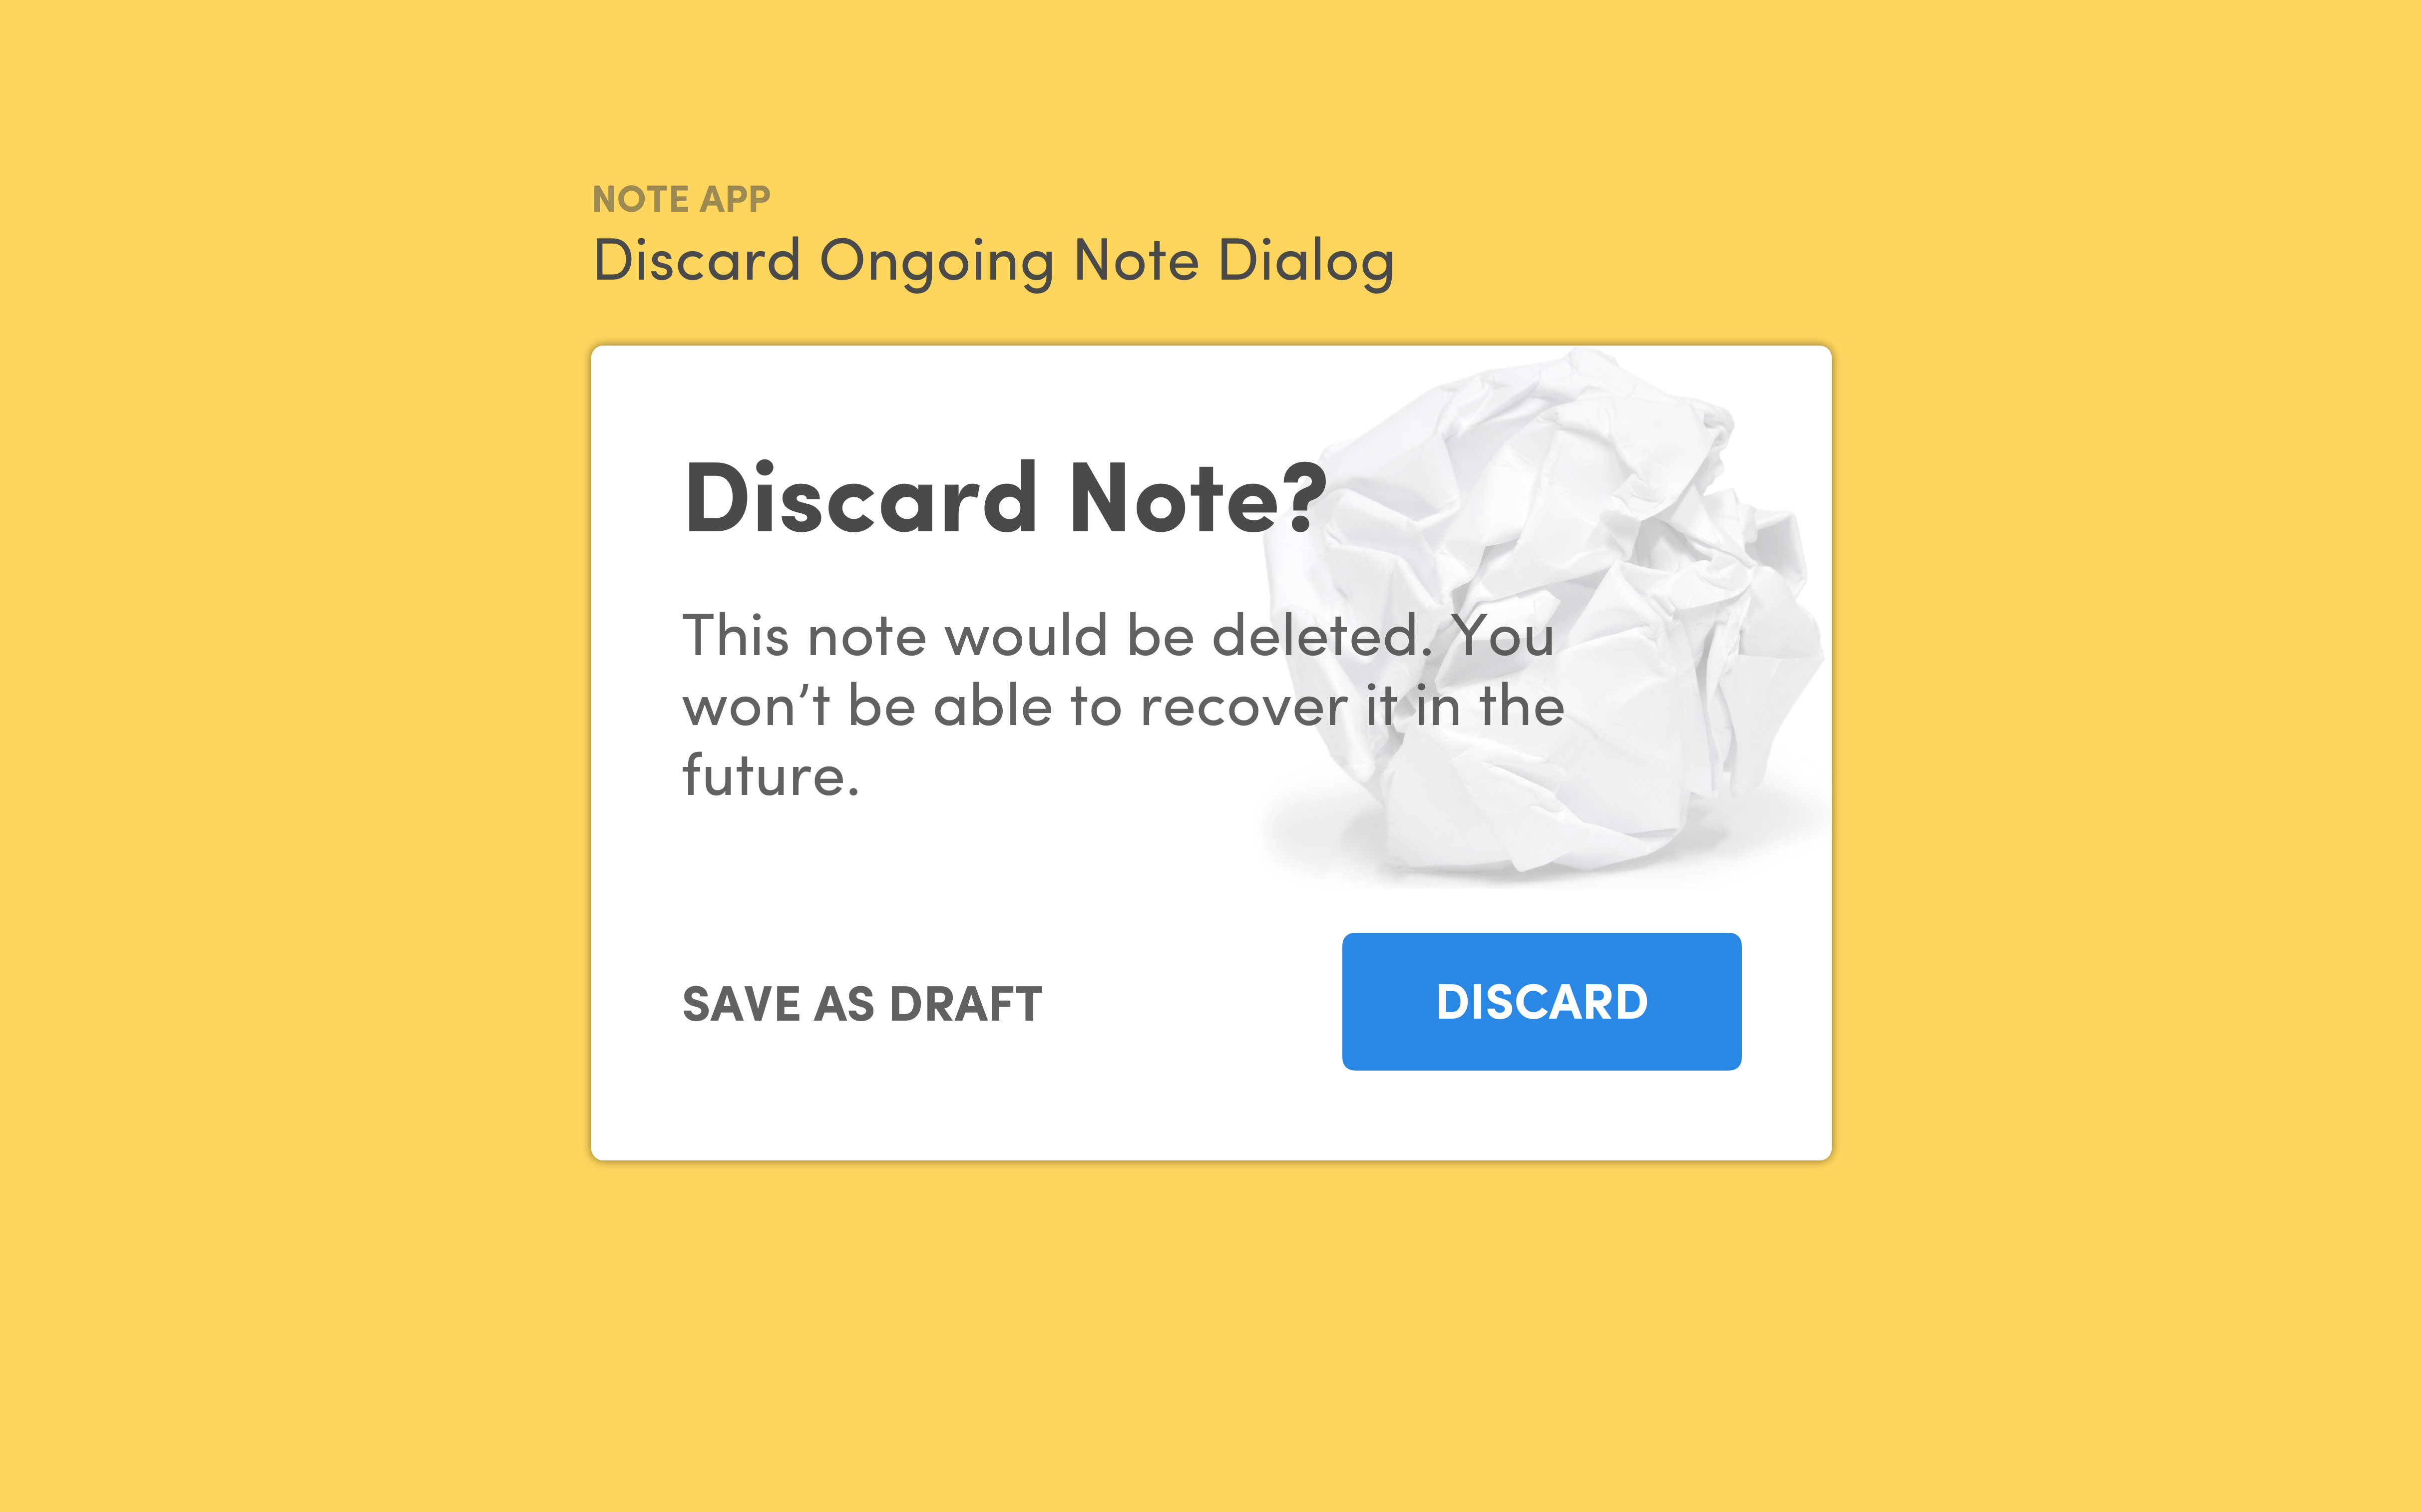 NOTE APP
Discard Ongoing Note Dialog
Discard Note?
This note would be deleted. You
won’t be able to recover it in the
future.
SAVE AS DRAFT
DISCARD